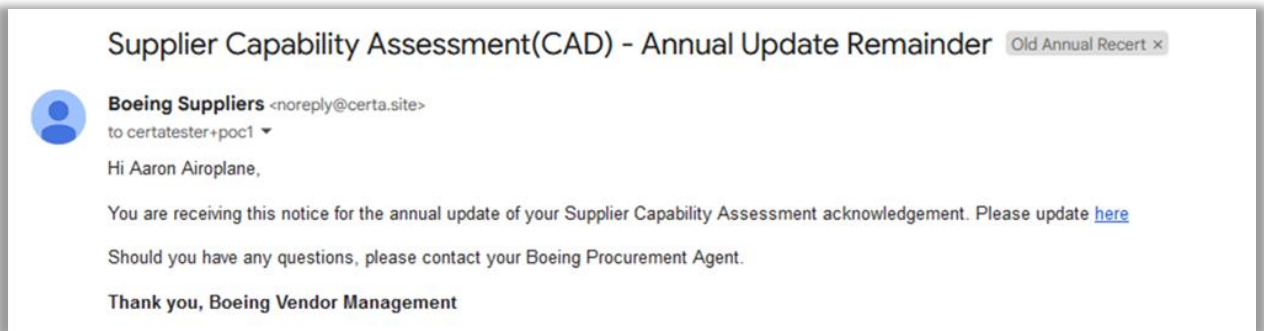 Supplier Capability Assessment(CAD) - Annual Update Remainder Old Annual Recert ×
Boeing Suppliers <noreply@certa.site>
to certatester+poc1
Hi Aaron Airoplane,
You are receiving this notice for the annual update of your Supplier Capability Assessment acknowledgement. Please update here
Should you have any questions, please contact your Boeing Procurement Agent.
Thank you, Boeing Vendor Management